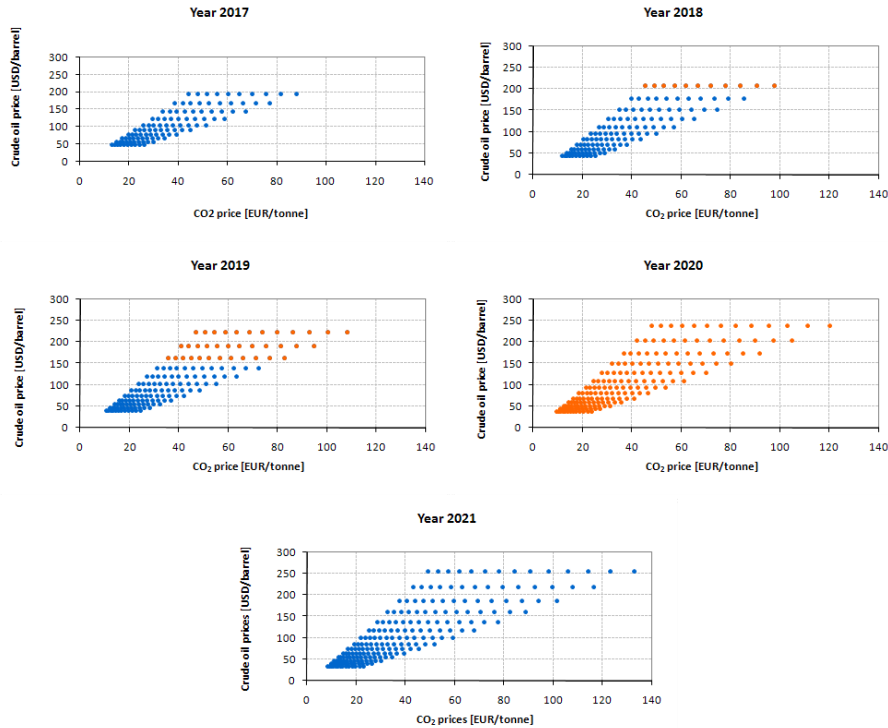 Year 2017
Crude oil price [USD/barrel]
300
250
200
150
100
50
0
0 20 40 60 80 100 120 140
CO2 price [EUR/tonne]
Year 2018
Crude oil price [USD/barrel]
300
250
200
150
100
50
0
0 20 40 60 80 100 120 140
CO₂ price [EUR/tonne]
Year 2019
Crude oil price [USD/barrel]
300
250
200
150
100
50
0
0 20 40 60 80 100 120 140
CO₂ price [EUR/tonne]
Year 2020
Crude oil price [USD/barrel]
300
250
200
150
100
50
0
0 20 40 60 80 100 120 140
CO₂ price [EUR/tonne]
Year 2021
Crude oil prices [USD/barrel]
300
250
200
150
100
50
0
0 20 40 60 80 100 120 140
CO₂ prices [EUR/tonne]